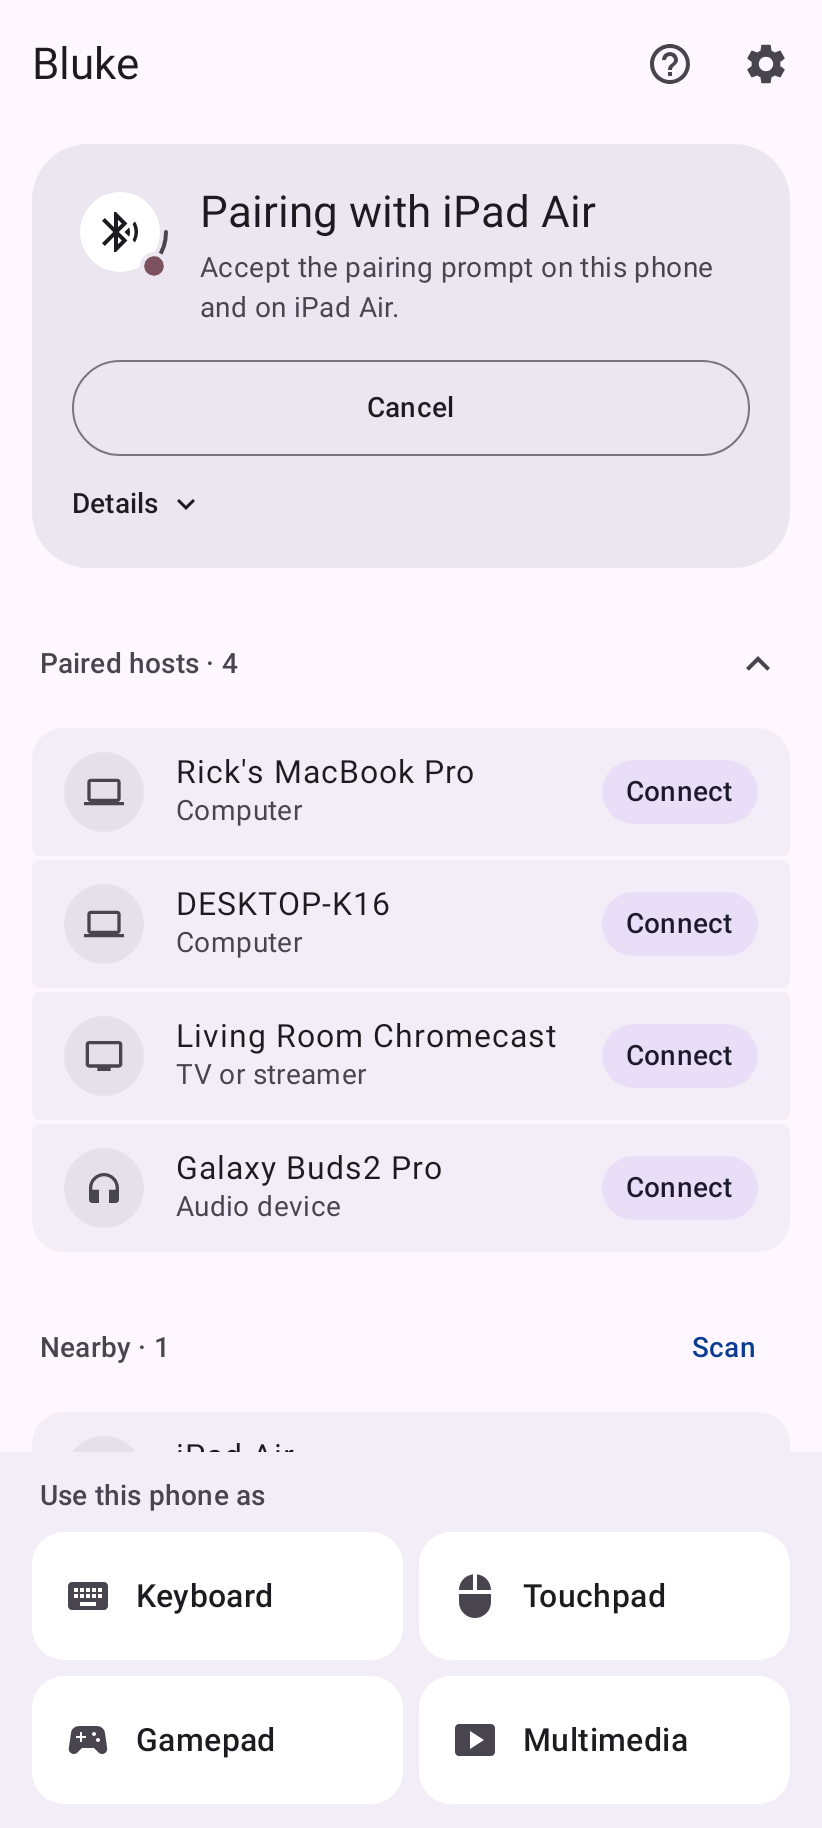 Bluke
Pairing with iPad Air
Accept the pairing prompt on this phone
and on iPad Air.
Cancel
Details
Paired hosts · 4
Rick's MacBook Pro
Computer
Connect
DESKTOP-K16
Computer
Connect
Living Room Chromecast
TV or streamer
Connect
Galaxy Buds2 Pro
Audio device
Connect
Nearby · 1
Scan
iPad Air
Use this phone as
Keyboard
Touchpad
Gamepad
Multimedia